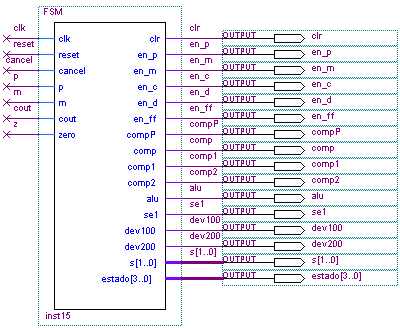 FSM
clk
clk
clr
clr
OUTPUT
clr
reset
reset
en_p
en_p
OUTPUT
en_p
cancel
cancel
en_m
en_m
OUTPUT
en_m
p
p
en_c
en_c
OUTPUT
en_c
m
m
en_d
en_d
OUTPUT
en_d
cout
cout
en_ff
en_ff
OUTPUT
en_ff
z
zero
compP
compP
OUTPUT
compP
comp
comp
OUTPUT
comp
comp1
comp1
OUTPUT
comp1
comp2
comp2
OUTPUT
comp2
alu
alu
OUTPUT
alu
se1
se1
OUTPUT
se1
dev100
dev100
OUTPUT
dev100
dev200
dev200
OUTPUT
dev200
s[1..0]
s[1..0]
OUTPUT
s[1..0]
estado[3..0]
OUTPUT
estado[3..0]
inst15